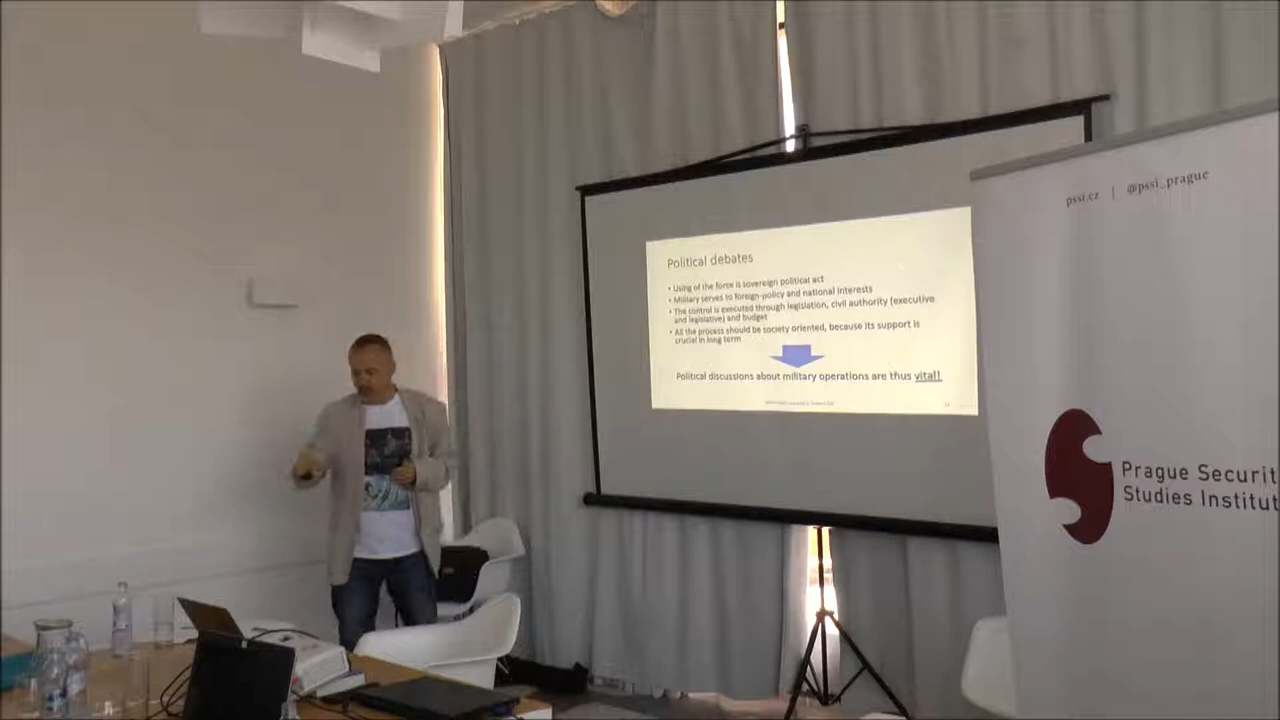 Political debates
• Using of the force is sovereign political act
• Military serves to foreign-policy and national interests
• The control is executed through legislation, civil authority (executive
and legislative) and budget
• All the process should be society oriented, because its support is
crucial in long term
Political discussions about military operations are thus vital!
pssi.cz | @pssi_prague
Prague Securit
Studies Institut